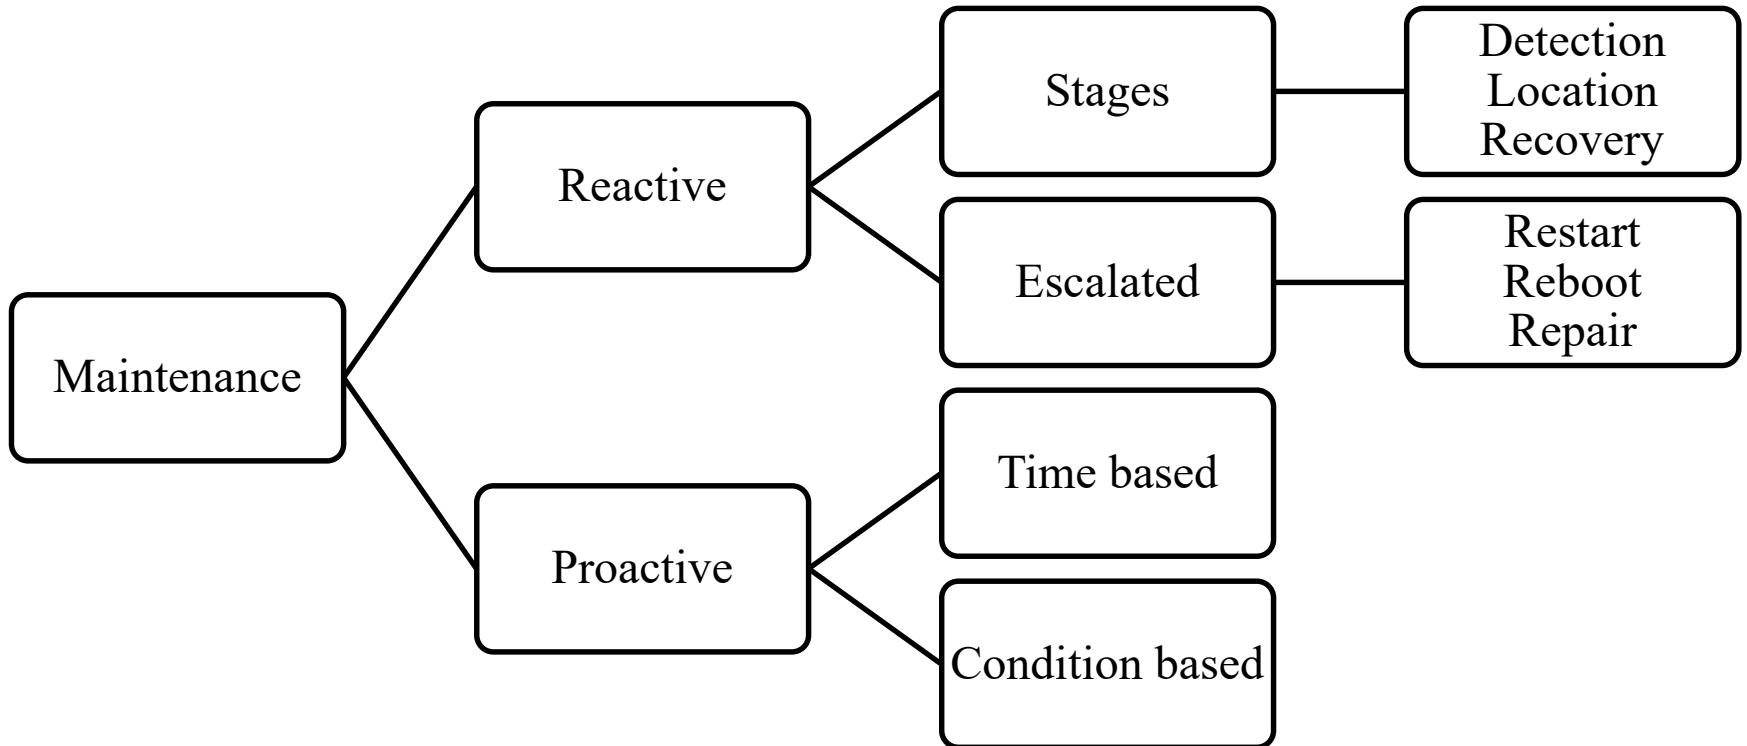 Maintenance
Reactive
Stages
Detection
Location
Recovery
Escalated
Restart
Reboot
Repair
Proactive
Time based
Condition based